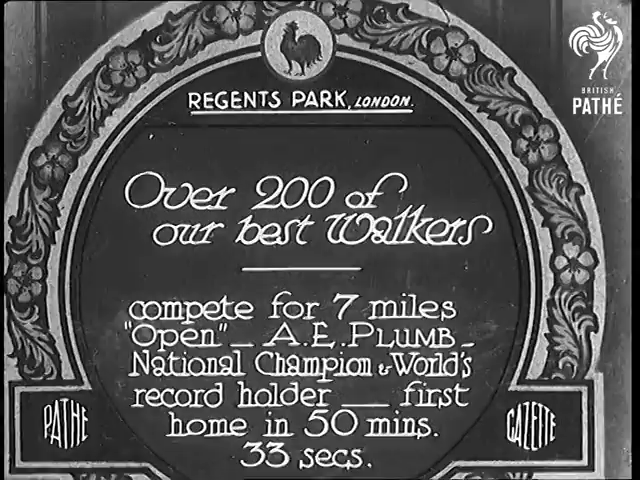 BRITISH
PATHÉ
REGENTS PARK, LONDON.
Over 200 of
our best Walkers
compete for 7 miles
"Open" _ A.E. PLUMB _
National Champion & World's
record holder __ first
home in 50 mins.
33 secs.
PATHE
GAZETTE